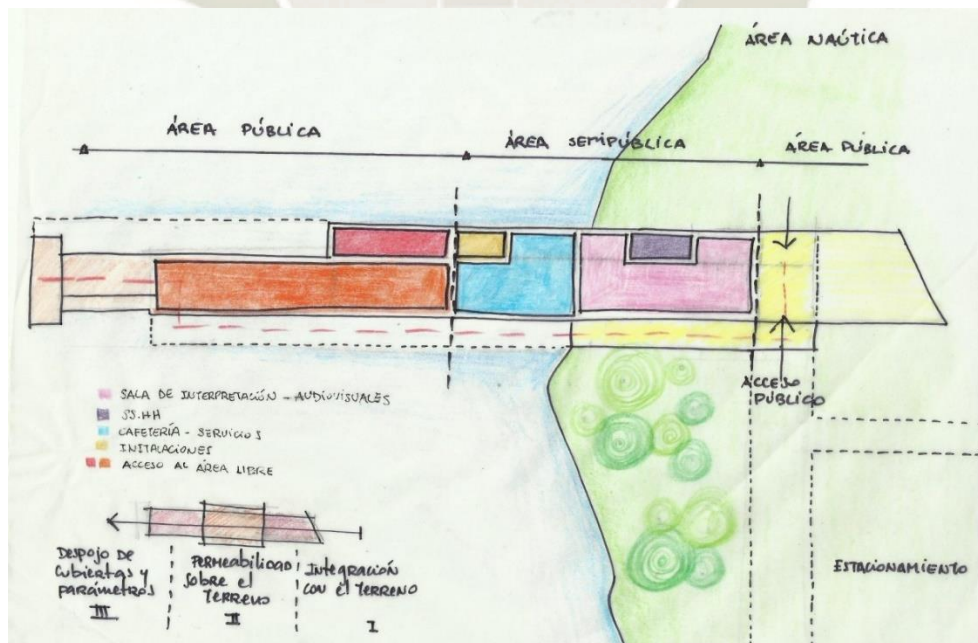 ÁREA NAÚTICA
ÁREA PÚBLICA
ÁREA SEMIPÚBLICA
ÁREA PÚBLICA
ACCESO
PÚBLICO
SALA DE INTERPRETACIÓN - AUDIOVISUALES
SS.HH
CAFETERÍA - SERVICIOS
INSTALACIONES
ACCESO AL ÁREA LIBRE
DESPOJO DE
CUBIERTAS Y
PARÁMETROS
III
PERMEABILIDAD
SOBRE EL
TERRENO
II
INTEGRACIÓN
CON EL TERRENO
I
ESTACIONAMIENTO